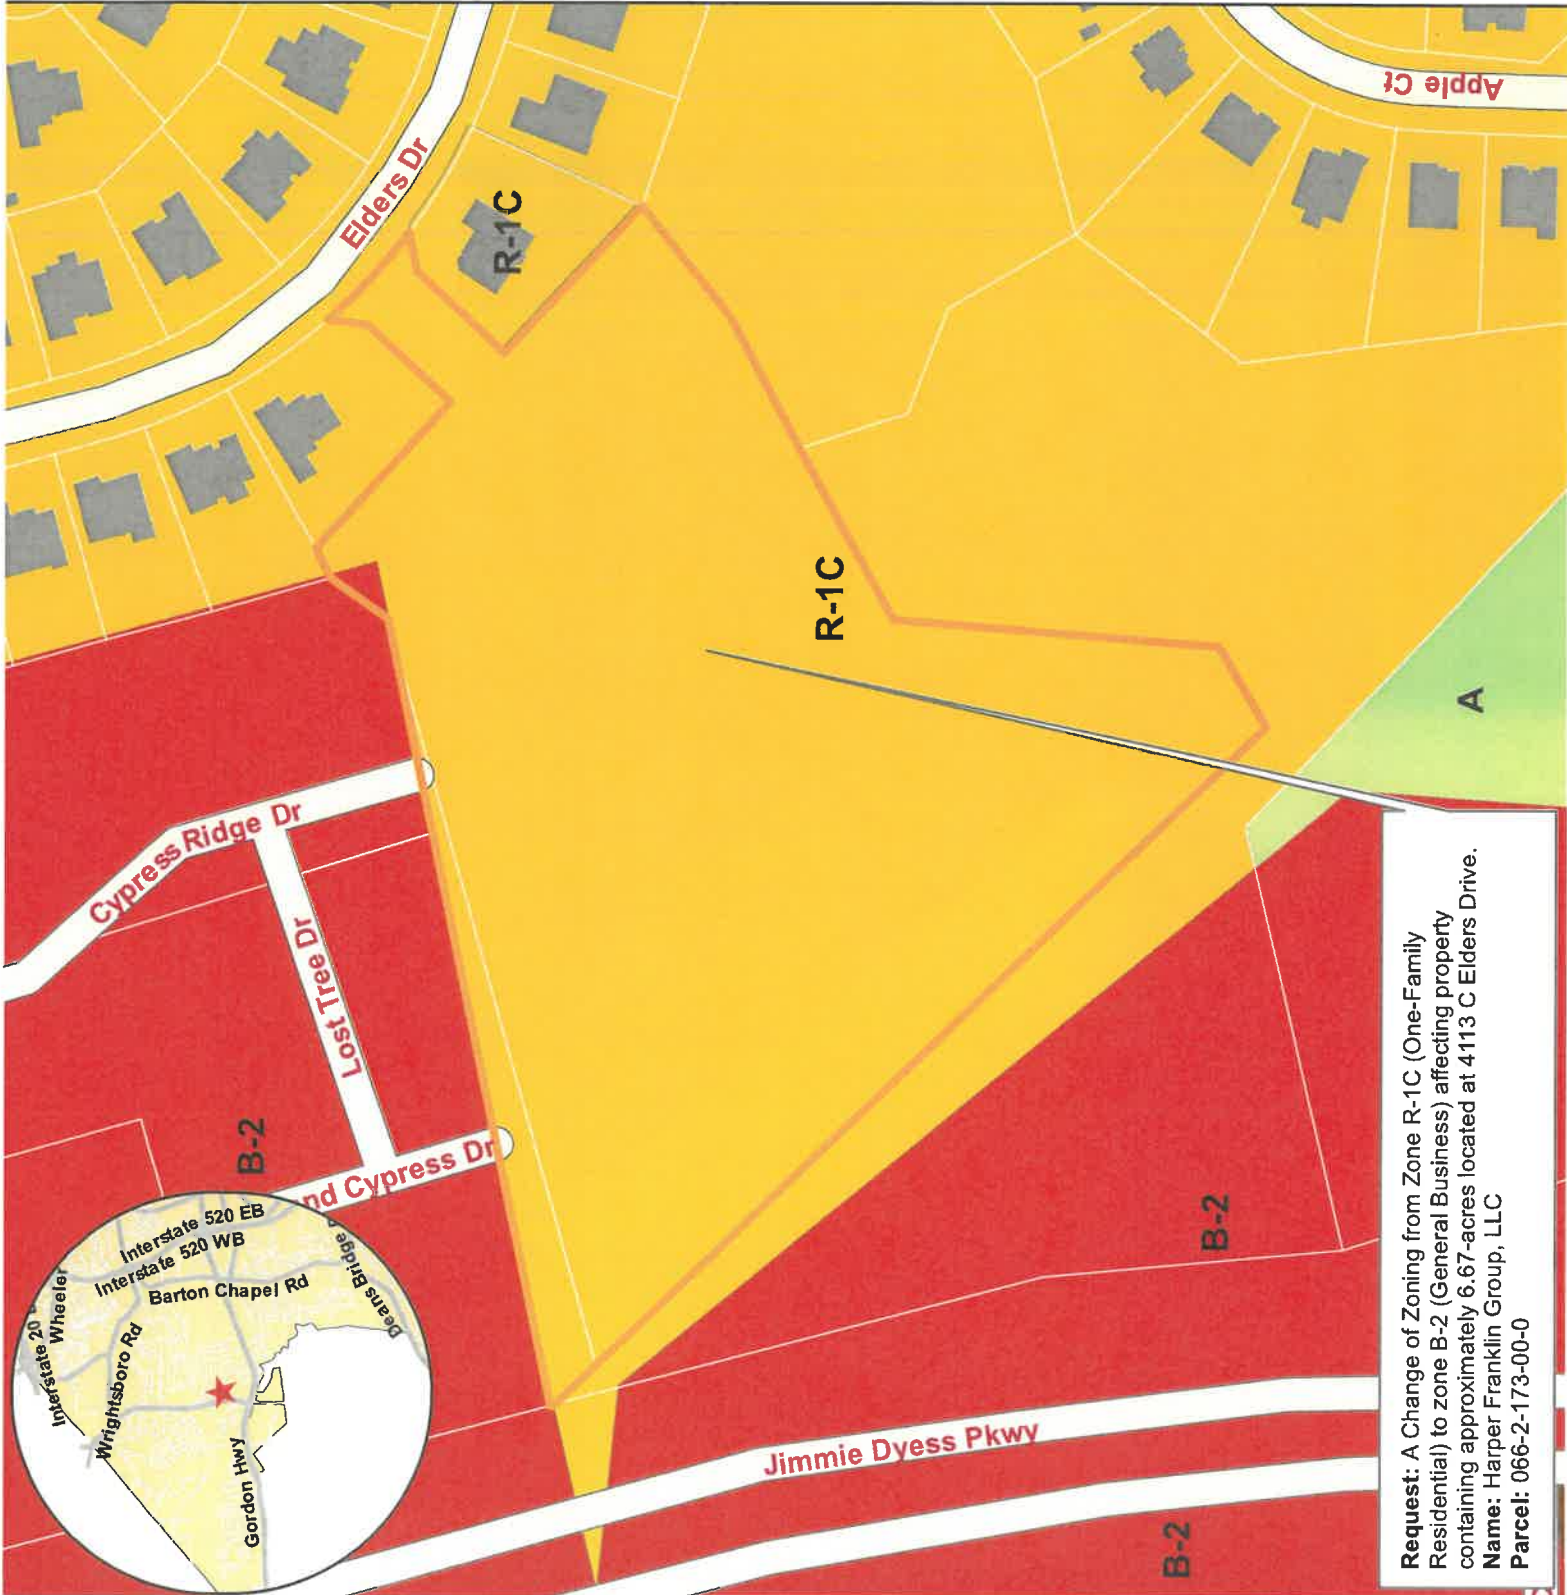 Interstate 20
Wheeler
Interstate 520 EB
Interstate 520 WB
Barton Chapel Rd
Deans Bridge
Wrightsboro Rd
Gordon Hwy
Cypress Ridge Dr
Lost Tree Dr
nd Cypress Dr
Elders Dr
Apple Ct
Jimmie Dyess Pkwy
R-1C
R-1C
A
B-2
B-2
B-2
Request: A Change of Zoning from Zone R-1C (One-Family
Residential) to zone B-2 (General Business) affecting property
containing approximately 6.67-acres located at 4113 C Elders Drive.
Name: Harper Franklin Group, LLC
Parcel: 066-2-173-00-0